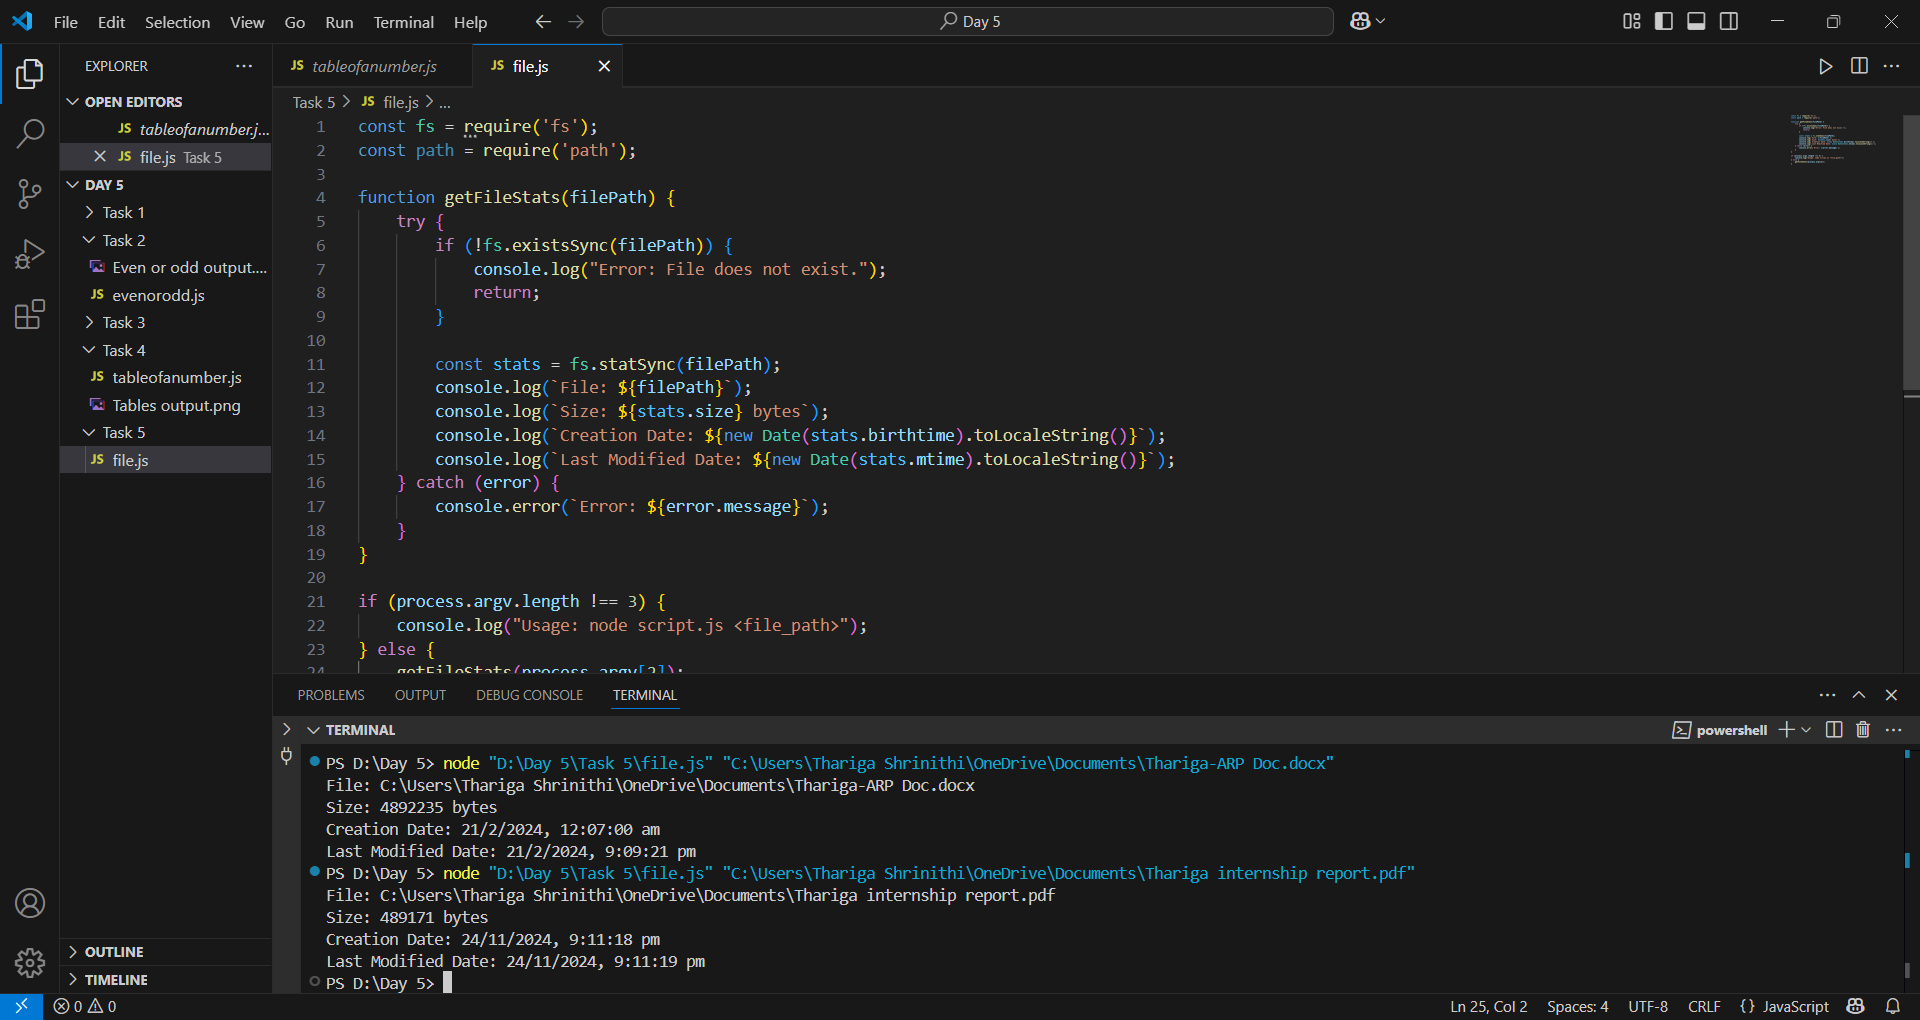 File Edit Selection View Go Run Terminal Help
Day 5
EXPLORER
OPEN EDITORS
JS tableofanumber.j...
JS file.js Task 5
DAY 5
Task 1
Task 2
Even or odd output....
JS evenorodd.js
Task 3
Task 4
JS tableofanumber.js
Tables output.png
Task 5
JS file.js
OUTLINE
TIMELINE
JS tableofanumber.js
JS file.js
Task 5 > JS file.js > ...
1 const fs = require('fs');
2 const path = require('path');
3
4 function getFileStats(filePath) {
5 try {
6 if (!fs.existsSync(filePath)) {
7 console.log("Error: File does not exist.");
8 return;
9 }
10
11 const stats = fs.statSync(filePath);
12 console.log(`File: ${filePath}`);
13 console.log(`Size: ${stats.size} bytes`);
14 console.log(`Creation Date: ${new Date(stats.birthtime).toLocaleString()}`);
15 console.log(`Last Modified Date: ${new Date(stats.mtime).toLocaleString()}`);
16 } catch (error) {
17 console.error(`Error: ${error.message}`);
18 }
19 }
20
21 if (process.argv.length !== 3) {
22 console.log("Usage: node script.js <file_path>");
23 } else {
24 getFileStats(process.argv[2]);
PROBLEMS OUTPUT DEBUG CONSOLE TERMINAL
TERMINAL
powershell
PS D:\Day 5> node "D:\Day 5\Task 5\file.js" "C:\Users\Thariga Shrinithi\OneDrive\Documents\Thariga-ARP Doc.docx"
File: C:\Users\Thariga Shrinithi\OneDrive\Documents\Thariga-ARP Doc.docx
Size: 4892235 bytes
Creation Date: 21/2/2024, 12:07:00 am
Last Modified Date: 21/2/2024, 9:09:21 pm
PS D:\Day 5> node "D:\Day 5\Task 5\file.js" "C:\Users\Thariga Shrinithi\OneDrive\Documents\Thariga internship report.pdf"
File: C:\Users\Thariga Shrinithi\OneDrive\Documents\Thariga internship report.pdf
Size: 489171 bytes
Creation Date: 24/11/2024, 9:11:18 pm
Last Modified Date: 24/11/2024, 9:11:19 pm
PS D:\Day 5>
0 0
Ln 25, Col 2 Spaces: 4 UTF-8 CRLF {} JavaScript